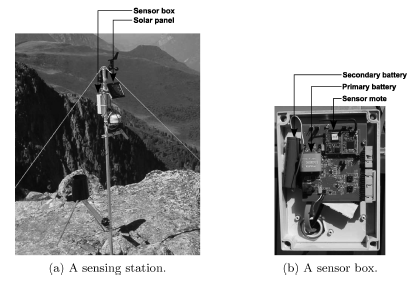 Sensor box
Solar panel
Secondary battery
Primary battery
Sensor mote
(a) A sensing station.
(b) A sensor box.